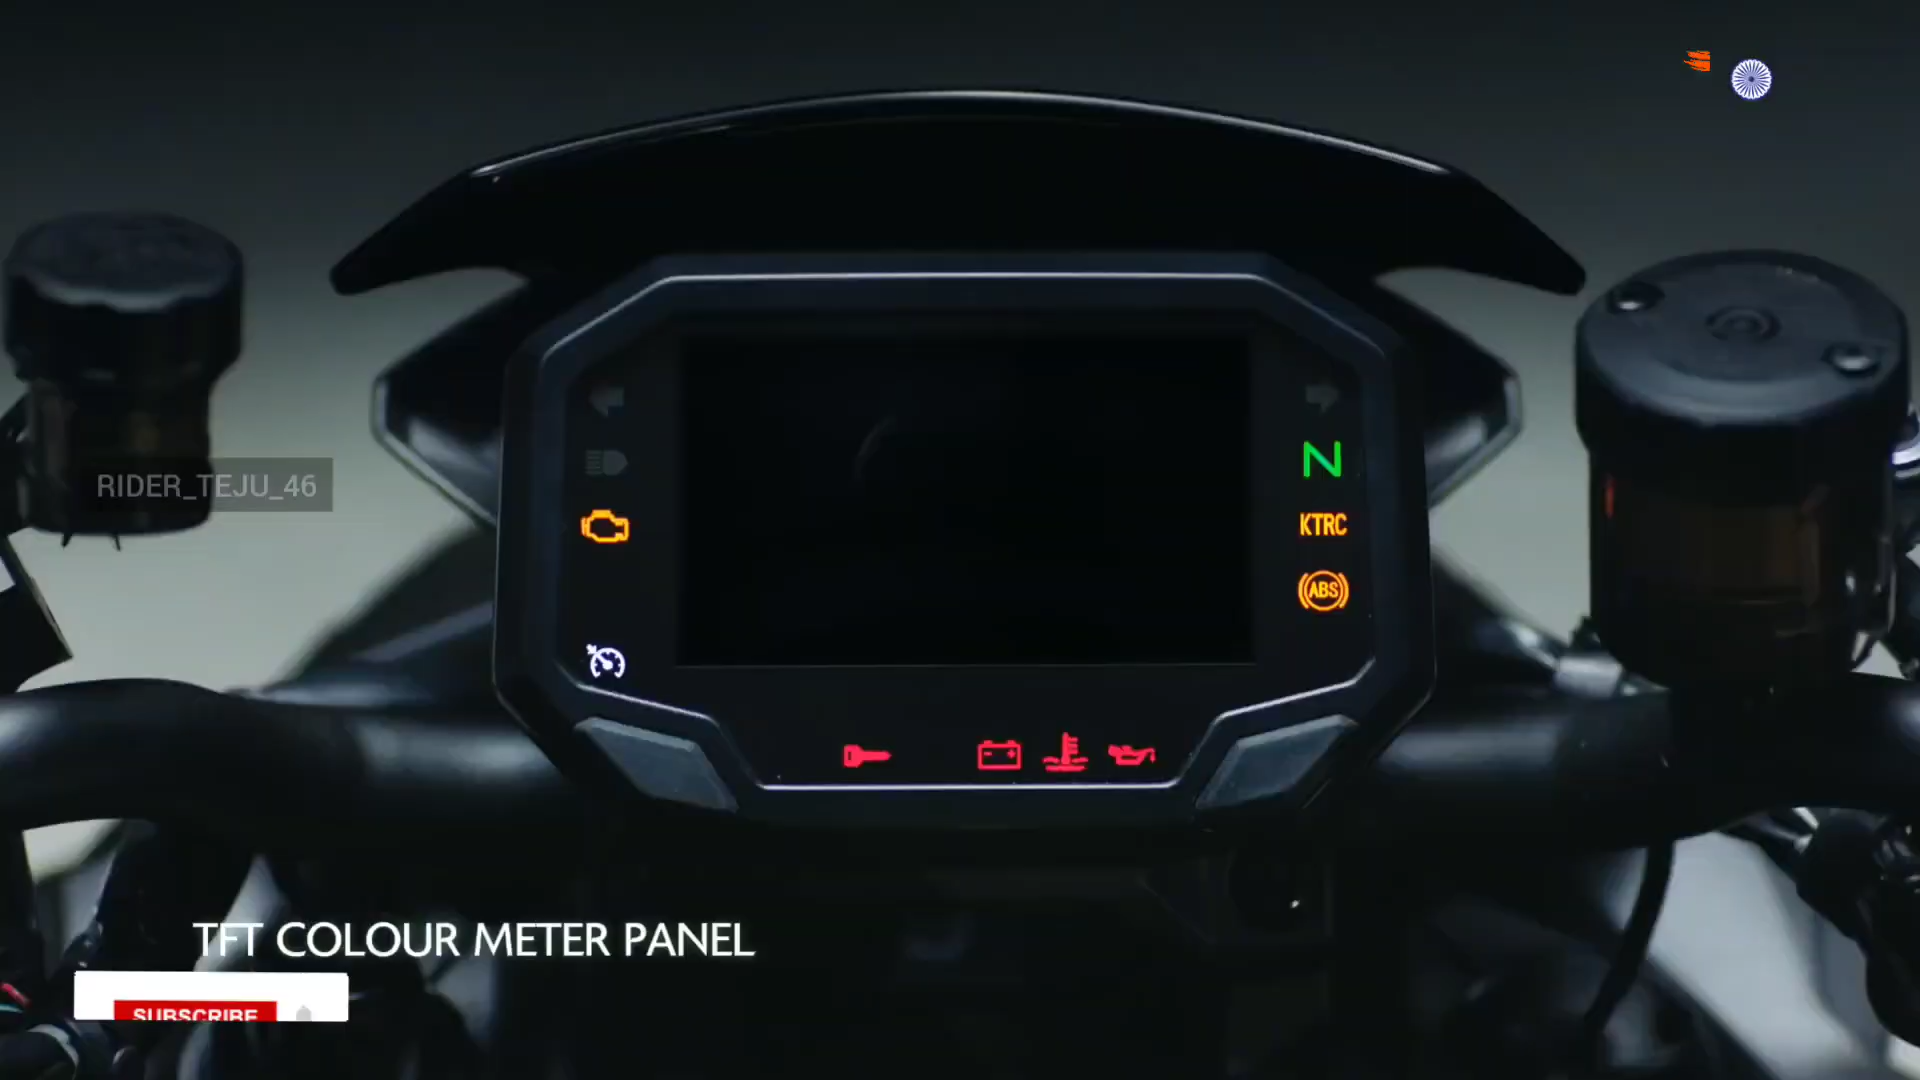 N
KTRC
RIDER_TEJU_46
ABS
TFT COLOUR METER PANEL
SUBSCRIBE